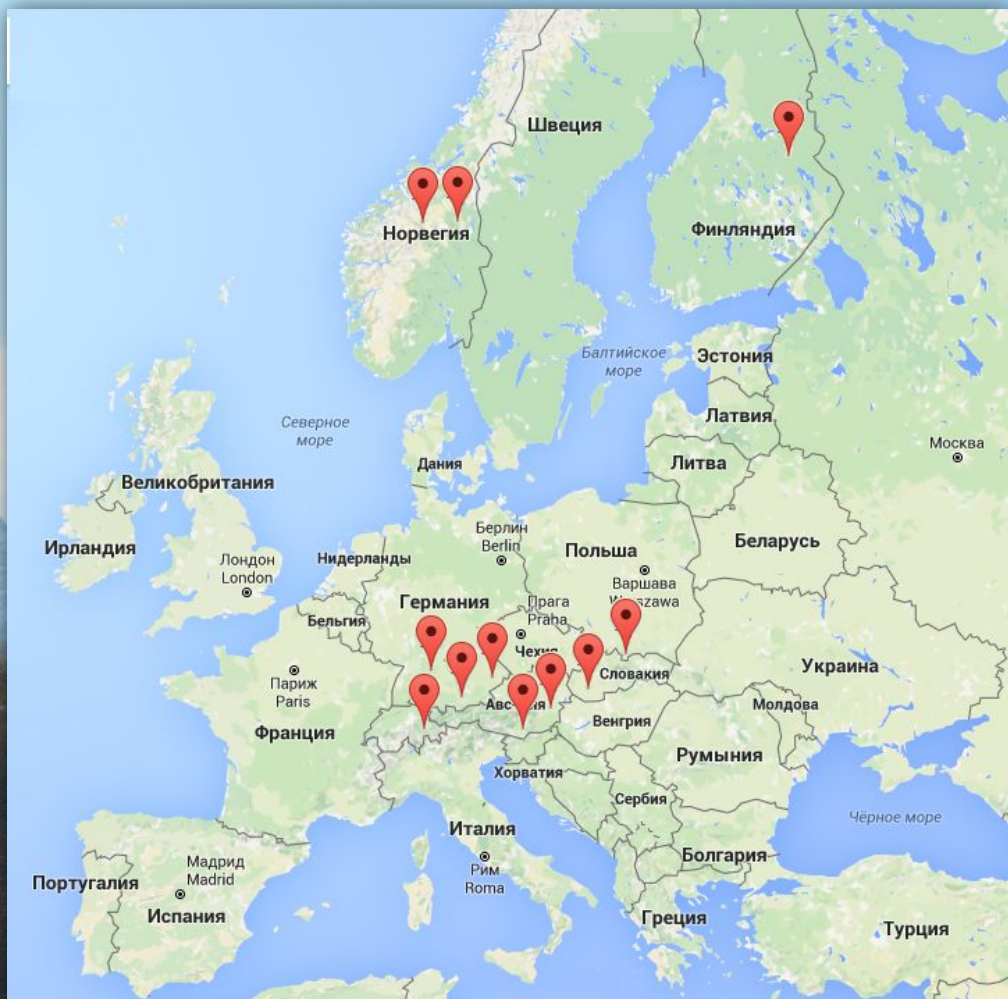 Швеция
Финляндия
Норвегия
Эстония
Балтийское
море
Латвия
Северное
море
Москва
Дания
Литва
Великобритания
Ирландия
Беларусь
Берлин
Berlin
Польша
Нидерланды
Лондон
London
Варшава
Германия
Прага
Praha
Бельгия
Чехия
Украина
Словакия
Париж
Paris
Молдова
Венгрия
Франция
Румыния
Хорватия
Сербия
Чёрное море
Италия
Болгария
Мадрид
Madrid
Рим
Roma
Португалия
Испания
Греция
Турция